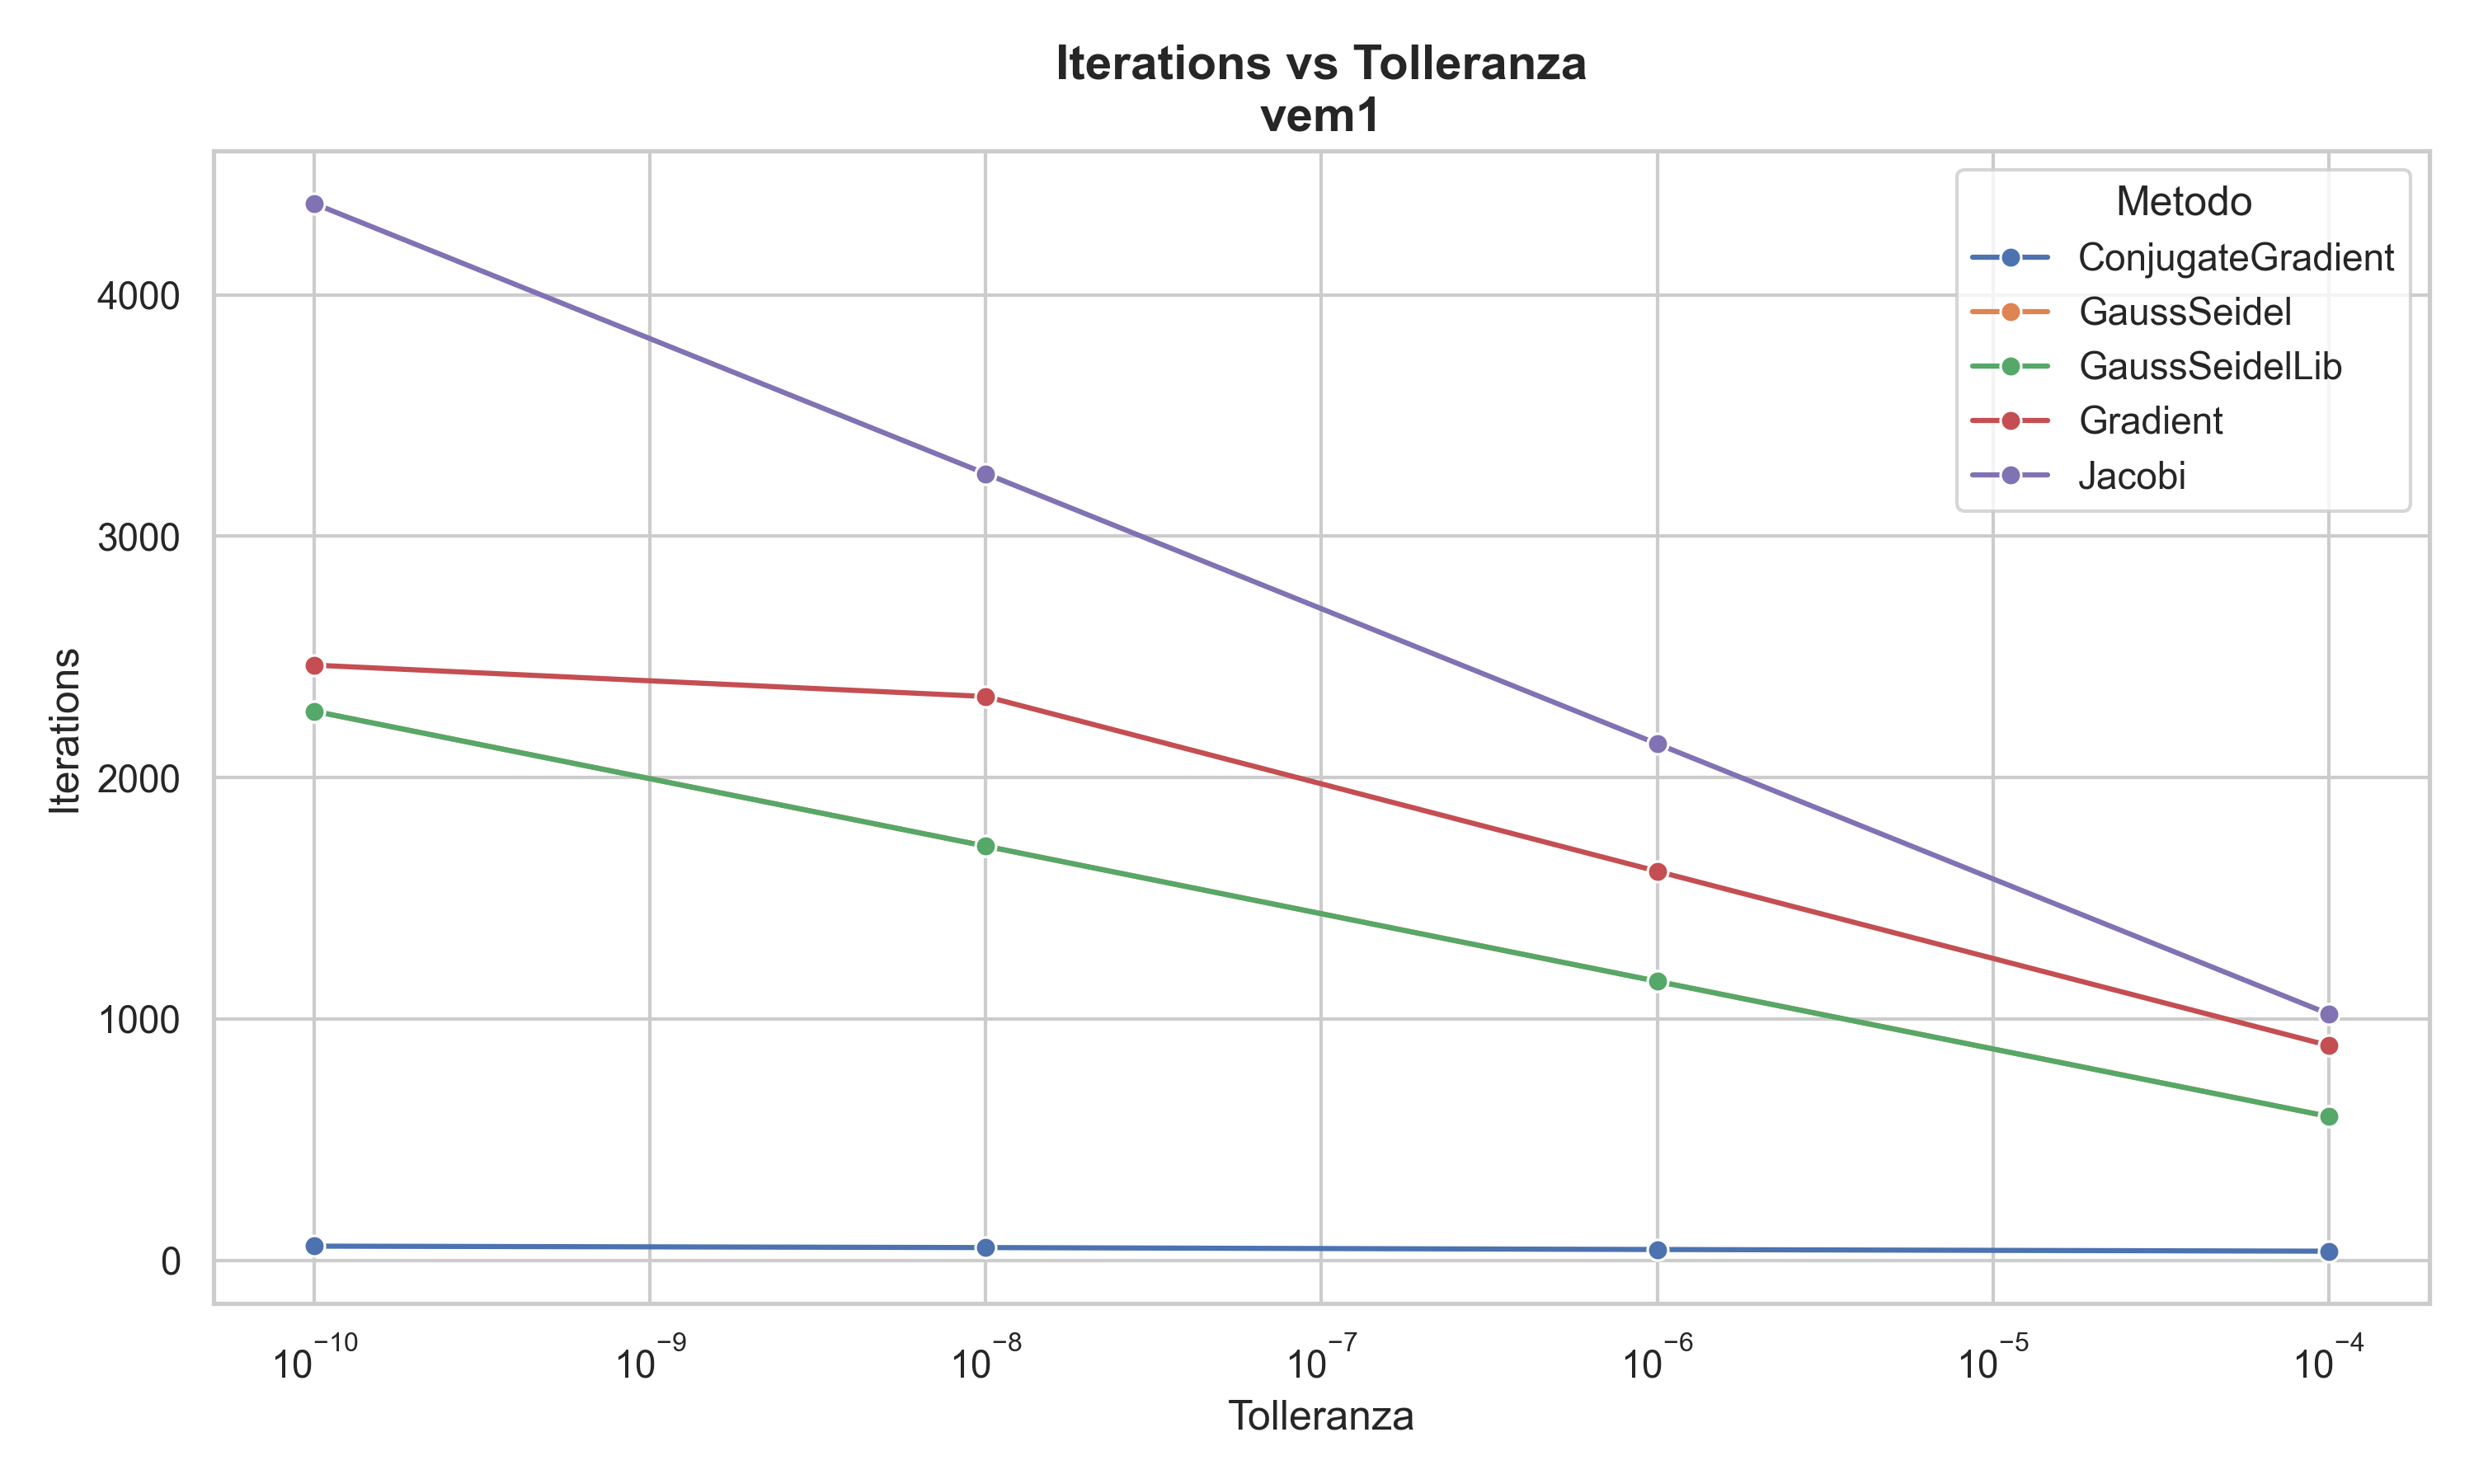 Iterations vs Tolleranza
vem1
Metodo
ConjugateGradient
GaussSeidel
GaussSeidelLib
Gradient
Jacobi
Iterations
4000
3000
2000
1000
0
10⁻¹⁰ 10⁻⁹ 10⁻⁸ 10⁻⁷ 10⁻⁶ 10⁻⁵ 10⁻⁴
Tolleranza